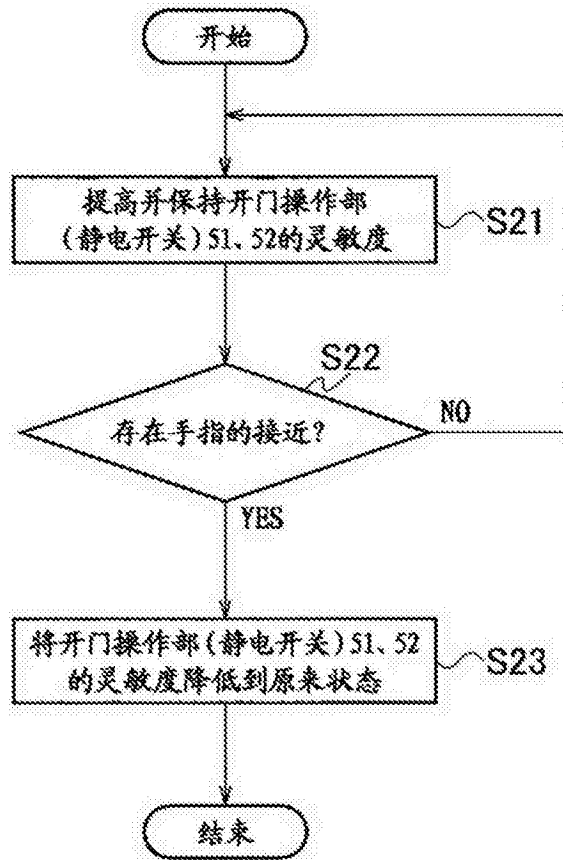 开始
提高并保持开门操作部
(静电开关)51、52的灵敏度
S21
S22
存在手指的接近?
NO
YES
将开门操作部(静电开关)51、52
的灵敏度降低到原来状态
S23
结束